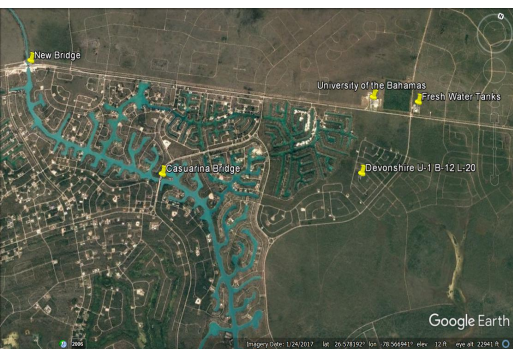 New Bridge
University of the Bahamas
Fresh Water Tanks
Casuarina Bridge
Devonshire U-1 B-12 L-20
Google Earth
2006
Imagery Date: 1/24/2017 lat 26.578192° lon -78.566941° elev 12 ft eye alt 22941 ft